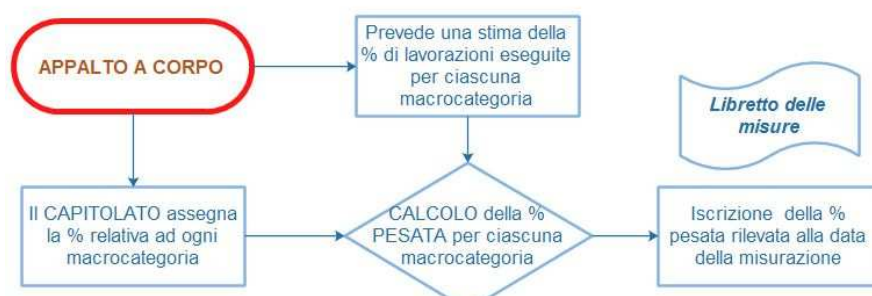 APPALTO A CORPO
Prevede una stima della
% di lavorazioni eseguite
per ciascuna
macrocategoria
Libretto delle
misure
Il CAPITOLATO assegna
la % relativa ad ogni
macrocategoria
CALCOLO della %
PESATA per ciascuna
macrocategoria
Iscrizione della %
pesata rilevata alla data
della misurazione